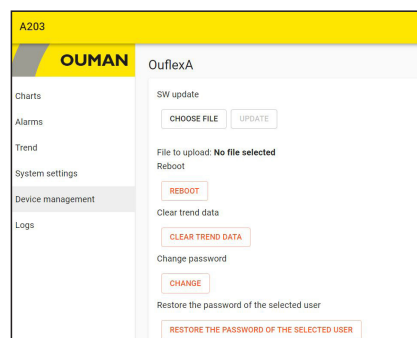 A203
OUMAN
Charts
Alarms
Trend
System settings
Device management
Logs
OuflexA
SW update
CHOOSE FILE UPDATE
File to upload: No file selected
Reboot
REBOOT
Clear trend data
CLEAR TREND DATA
Change password
CHANGE
Restore the password of the selected user
RESTORE THE PASSWORD OF THE SELECTED USER